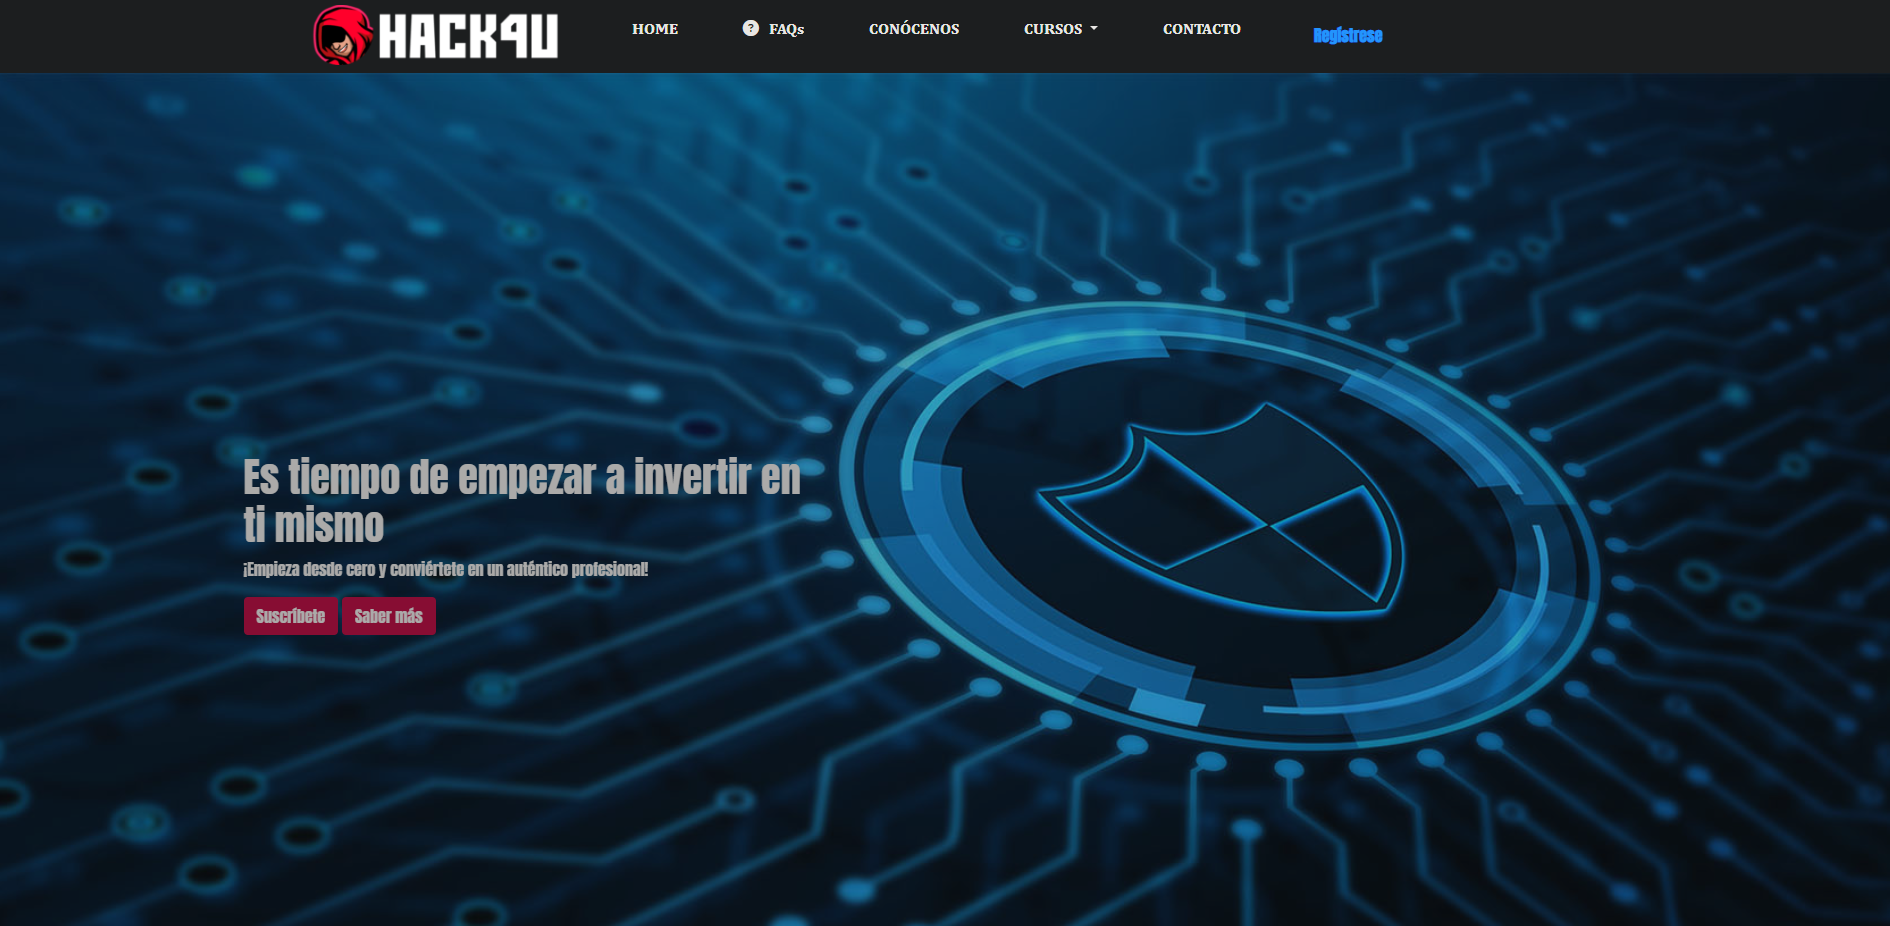 HACK4U
HOME
? FAQs
CONÓCENOS
CURSOS
CONTACTO
Regístrese
Es tiempo de empezar a invertir en
ti mismo
¡Empieza desde cero y conviértete en un auténtico profesional!
Suscríbete
Saber más